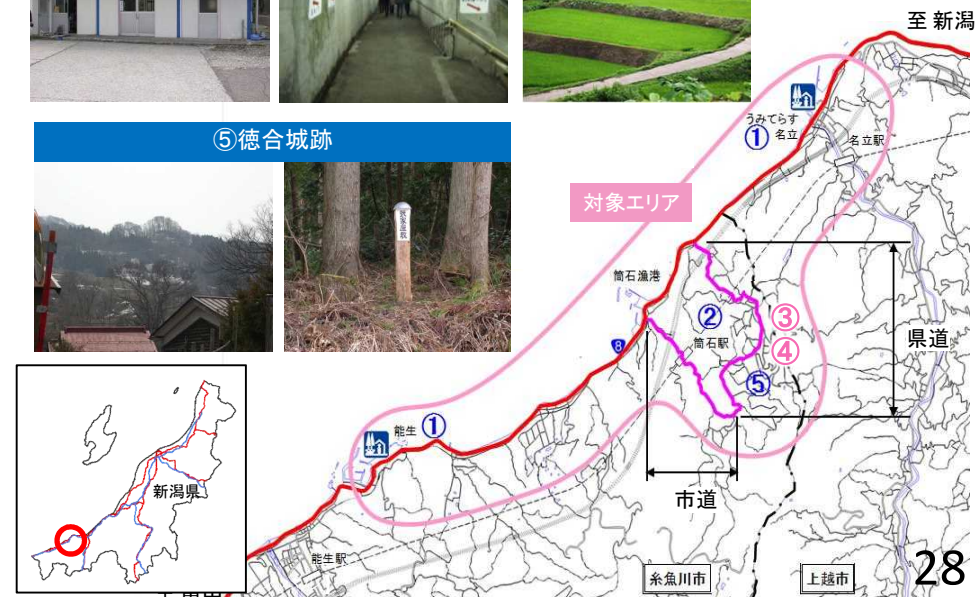 ⑤徳合城跡
至 新潟
うみてらす
① 名立
名立駅
対象エリア
筒石漁港
②
③
筒石駅
④
8
県道
⑤
能生 ①
市道
新潟県
能生駅
糸魚川市
上越市
28